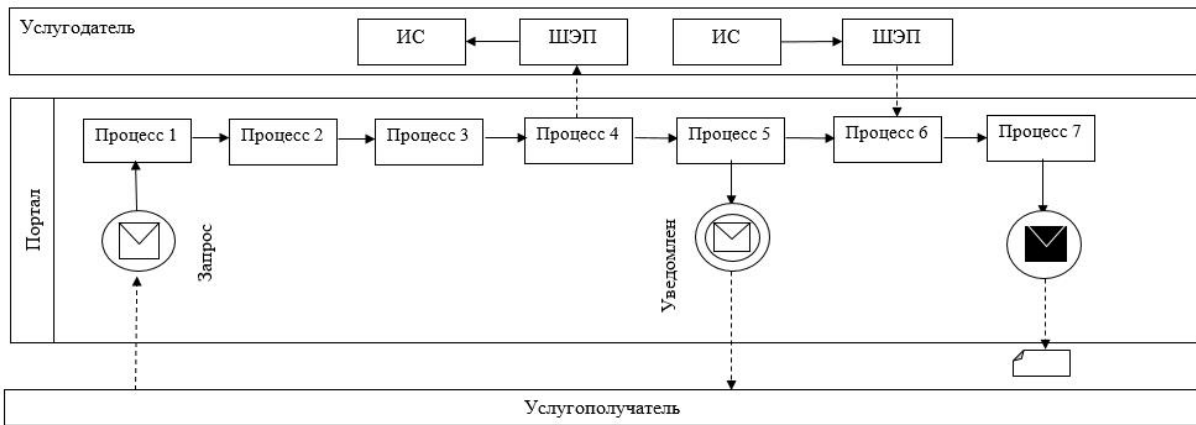 Услугодатель
ИС
ШЭП
ИС
ШЭП
Портал
Процесс 1
Процесс 2
Процесс 3
Процесс 4
Процесс 5
Процесс 6
Процесс 7
Запрос
Уведомлен
Услугополучатель